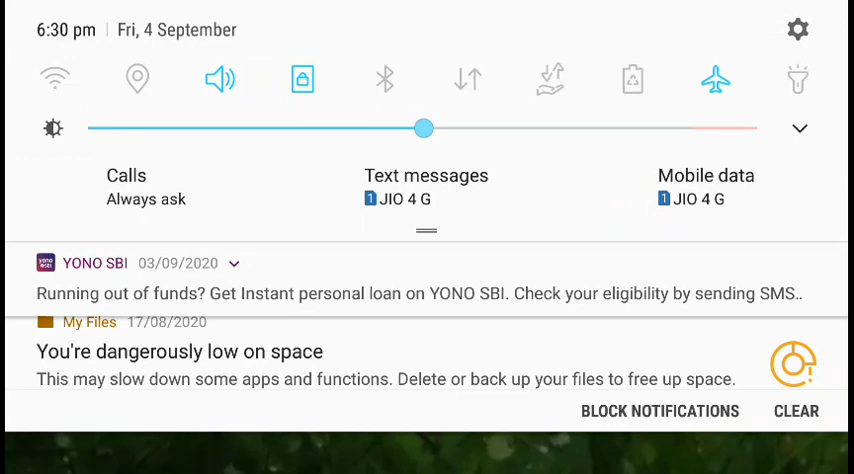 6:30 pm | Fri, 4 September
Calls
Always ask
Text messages
1 JIO 4 G
Mobile data
1 JIO 4 G
yono SBI YONO SBI 03/09/2020
Running out of funds? Get Instant personal loan on YONO SBI. Check your eligibility by sending SMS..
My Files 17/08/2020
You're dangerously low on space
This may slow down some apps and functions. Delete or back up your files to free up space.
BLOCK NOTIFICATIONS CLEAR